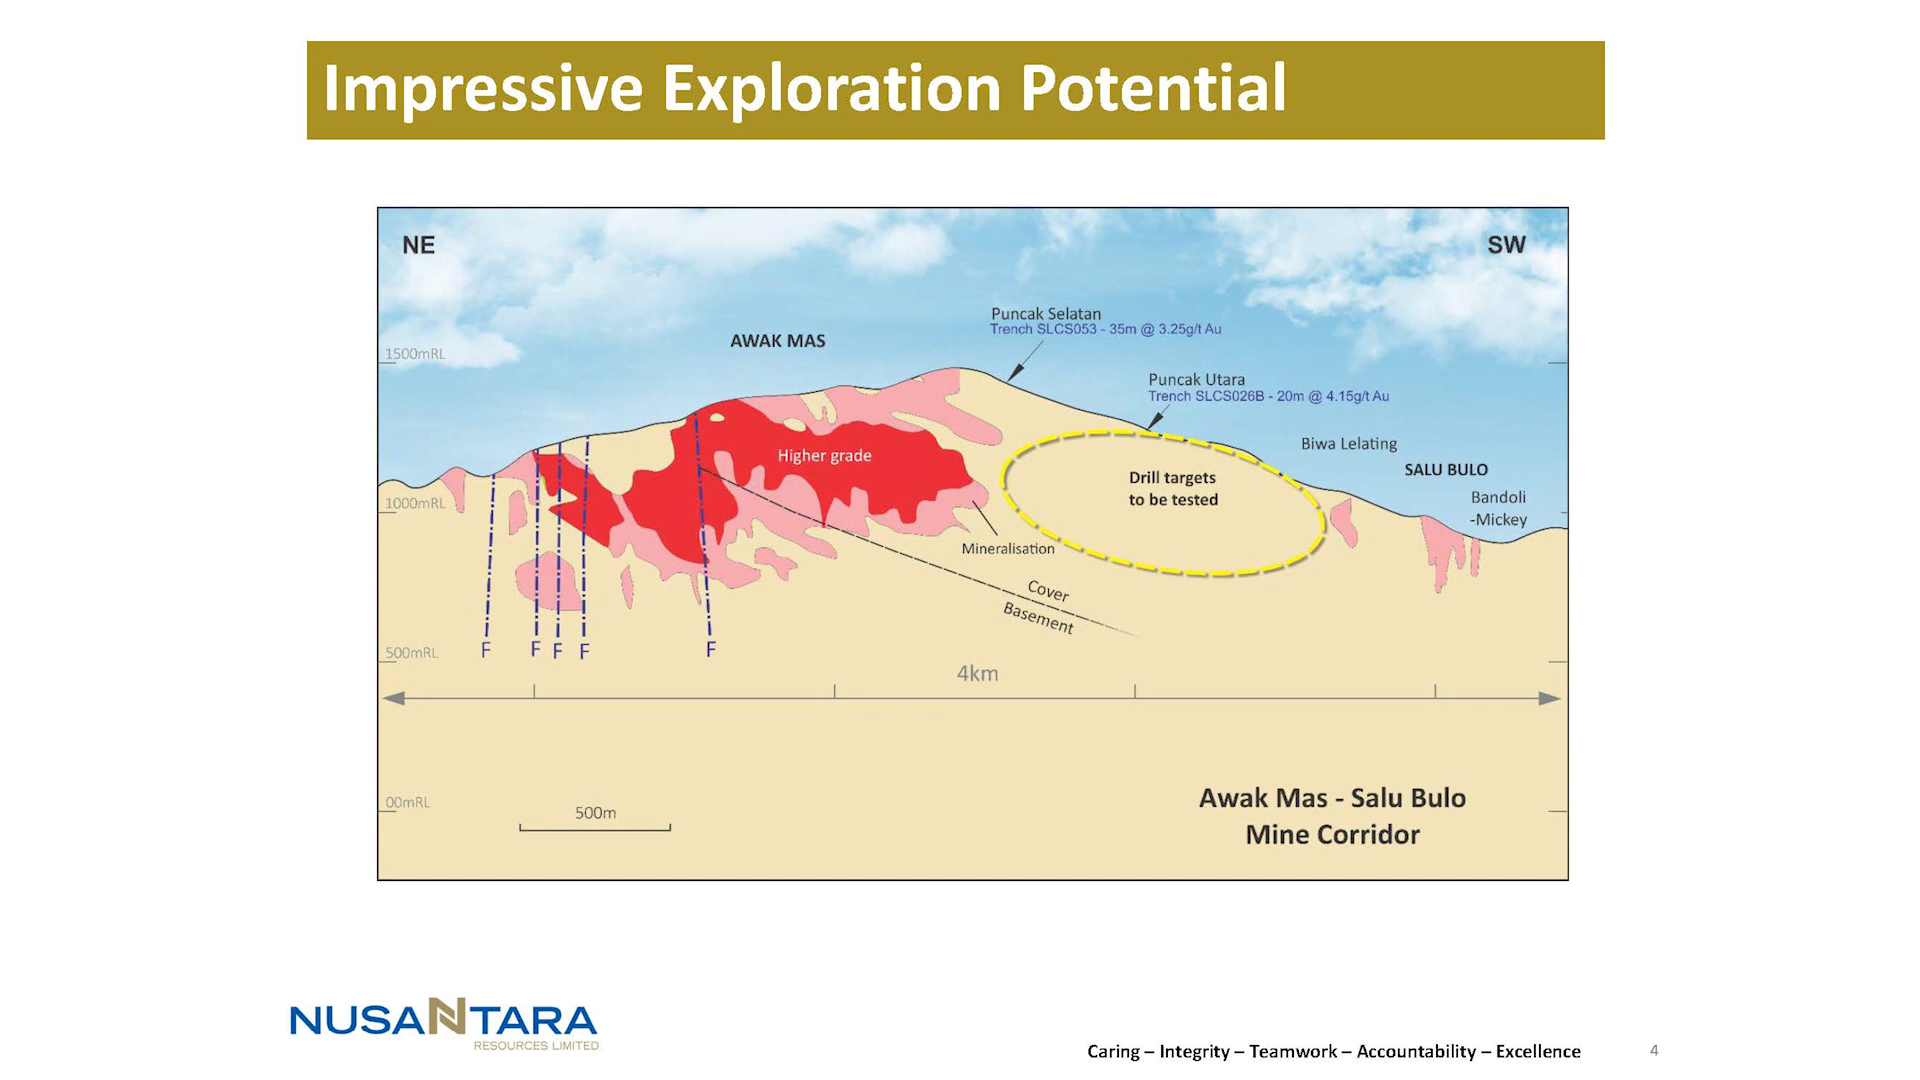 Impressive Exploration Potential
NE
SW
Puncak Selatan
Trench SLCS053 - 35m @ 3.25g/t Au
AWAK MAS
1500mRL
Puncak Utara
Trench SLCS026B - 20m @ 4.15g/t Au
Biwa Lelating
Higher grade
SALU BULO
Drill targets
to be tested
Bandoli
-Mickey
1000mRL
Mineralisation
Cover
Basement
F F F F F
500mRL
4km
00mRL
500m
Awak Mas - Salu Bulo
Mine Corridor
NUSANTARA
RESOURCES LIMITED
Caring – Integrity – Teamwork – Accountability – Excellence
4